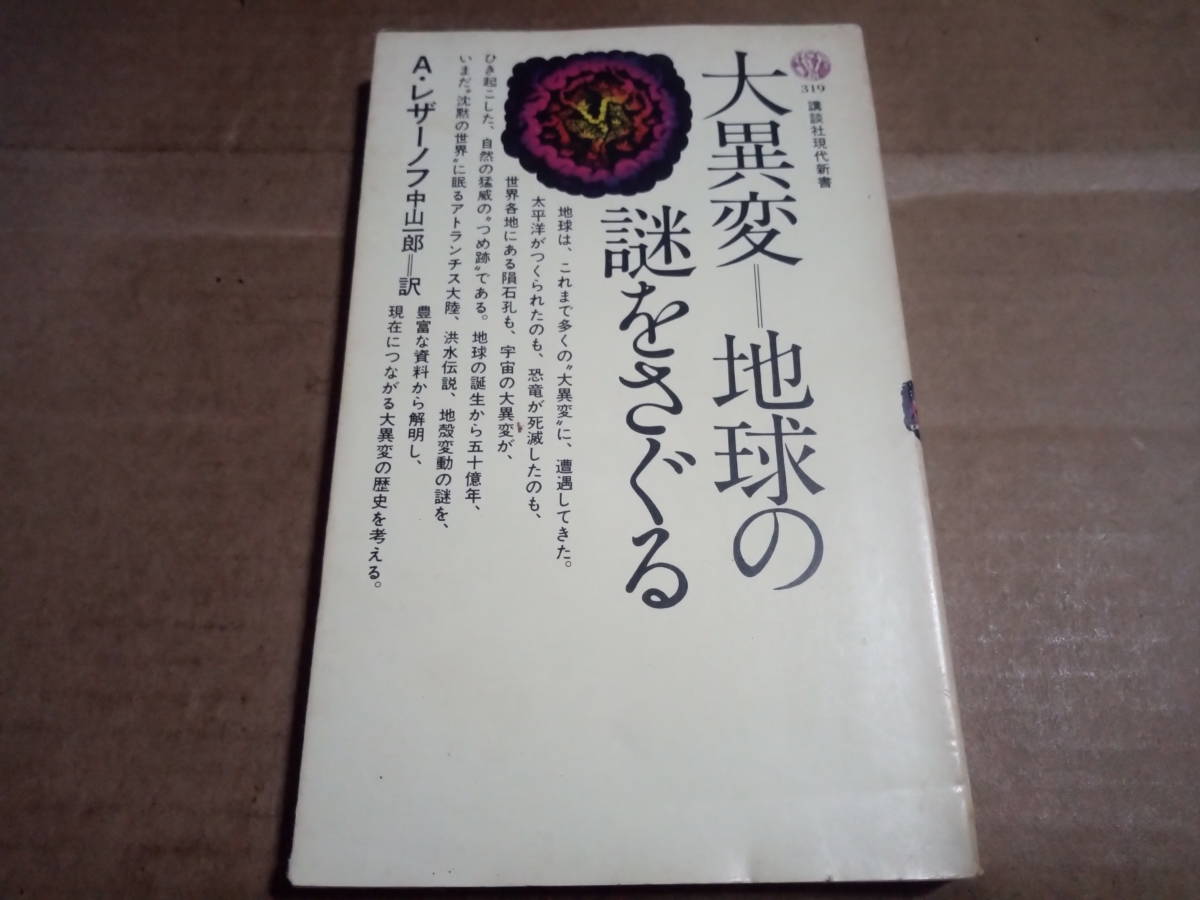 319
講談社現代新書
大異変=地球の
謎をさぐる
地球は、これまで多くの“大異変”に、遭遇してきた。
太平洋がつくられたのも、恐竜が死滅したのも、
世界各地にある隕石孔も、宇宙の大異変が、
ひき起こした、自然の猛威の“つめ跡”である。地球の誕生から五十億年、
いまだ“沈黙の世界”に眠るアトランチス大陸、洪水伝説、地殻変動の謎を、
豊富な資料から解明し、
現在につながる大異変の歴史を考える。
A・レザーノフ 中山一郎=訳